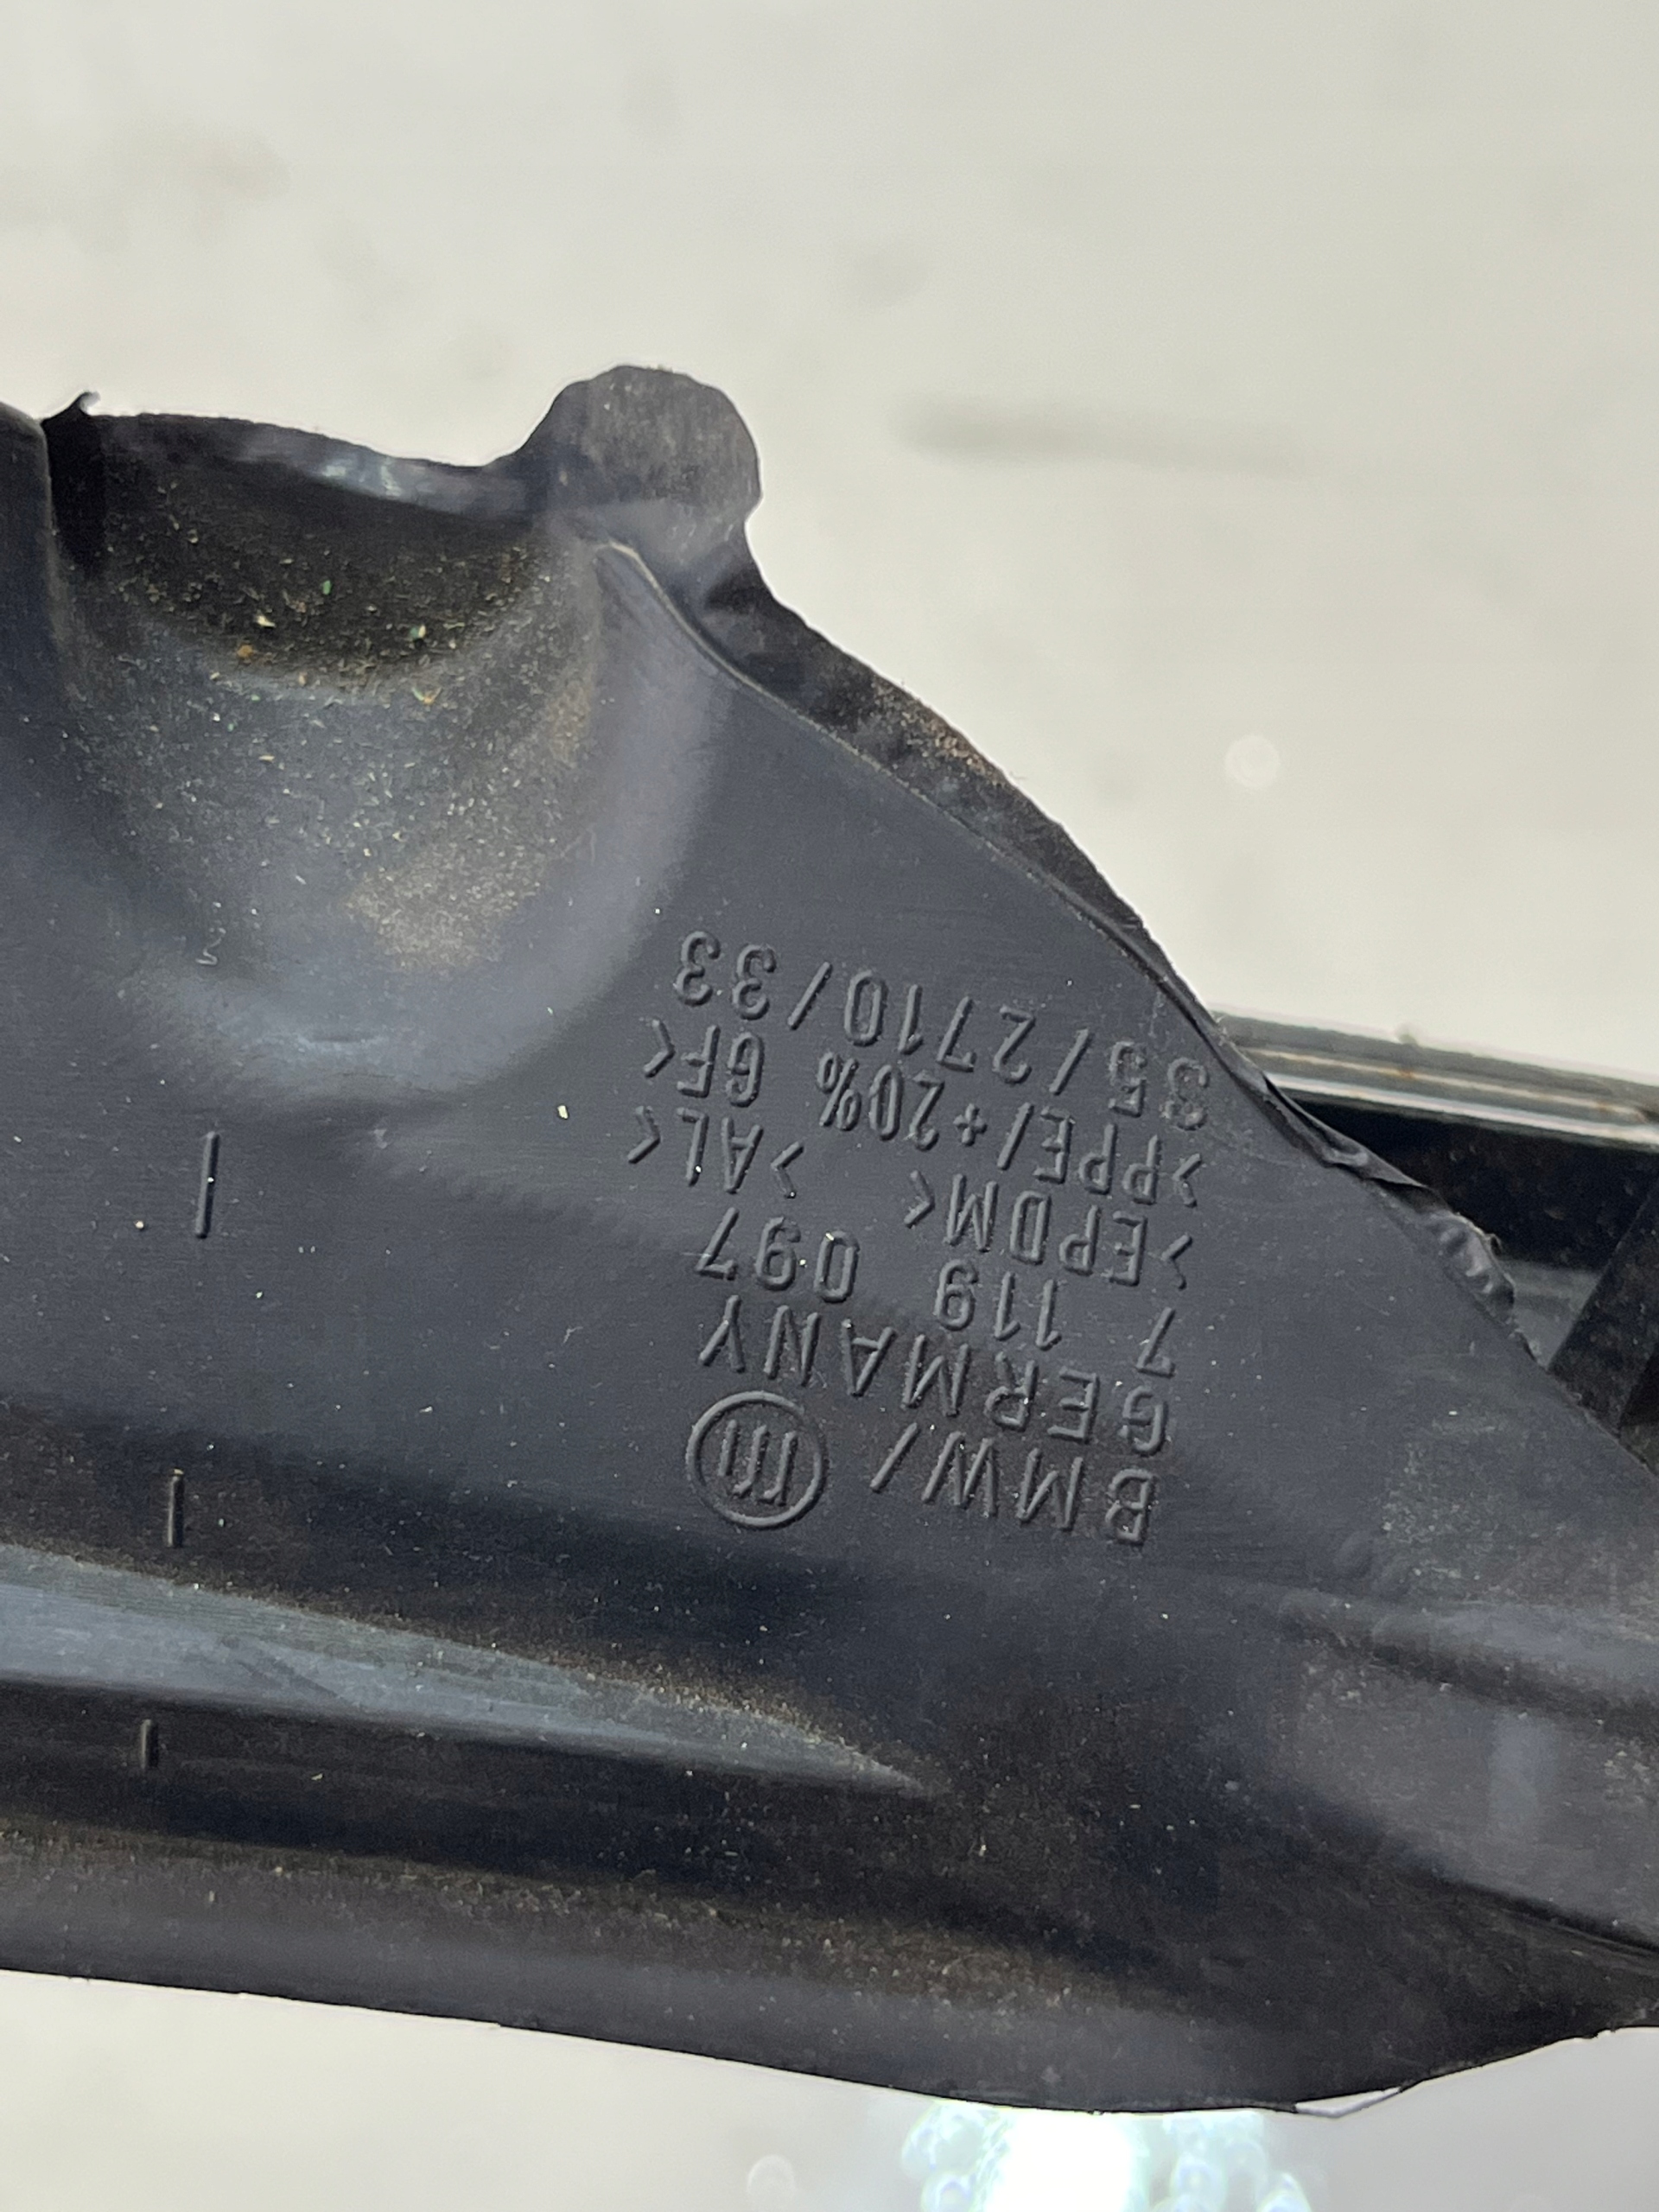 BMW/ m
GERMANY
7 119 097
>EPDM< >AL<
>PPE/+20% GF<
35/2710/33